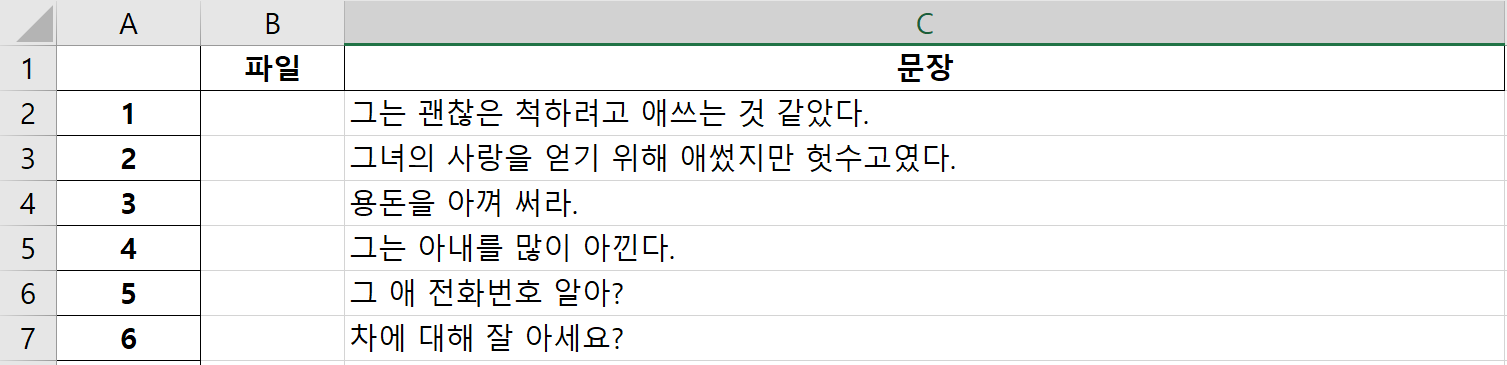 A B C
1 파일 문장
2 1 그는 괜찮은 척하려고 애쓰는 것 같았다.
3 2 그녀의 사랑을 얻기 위해 애썼지만 헛수고였다.
4 3 용돈을 아껴 써라.
5 4 그는 아내를 많이 아낀다.
6 5 그 애 전화번호 알아?
7 6 차에 대해 잘 아세요?